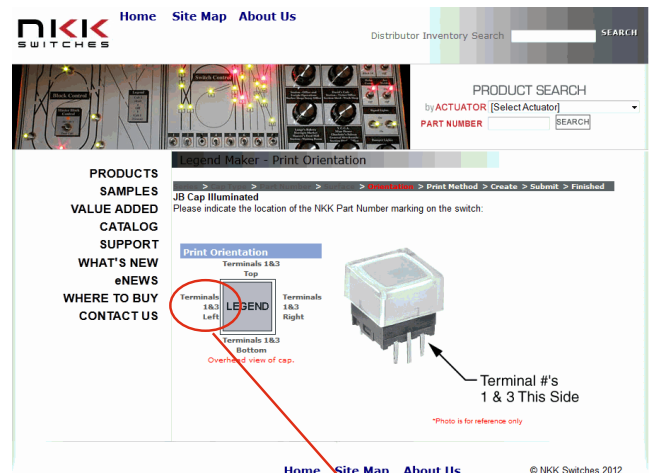 NKK
SWITCHES
Home Site Map About Us
Distributor Inventory Search SEARCH
Block Control
Switch Control
PRODUCT SEARCH
by ACTUATOR [Select Actuator]
PART NUMBER SEARCH
PRODUCTS
SAMPLES
VALUE ADDED
CATALOG
SUPPORT
WHAT'S NEW
eNEWS
WHERE TO BUY
CONTACT US
Legend Maker - Print Orientation
> > > > Orientation > Print Method > Create > Submit > Finished
JB Cap Illuminated
Please indicate the location of the NKK Part Number marking on the switch:
Print Orientation
Terminals 1&3
Top
Terminals
1&3
Left
LEGEND
Terminals
1&3
Right
Terminals 1&3
Bottom
Overhead view of cap.
Terminal #'s
1 & 3 This Side
*Photo is for reference only
Home Site Map About Us
© NKK Switches 2012